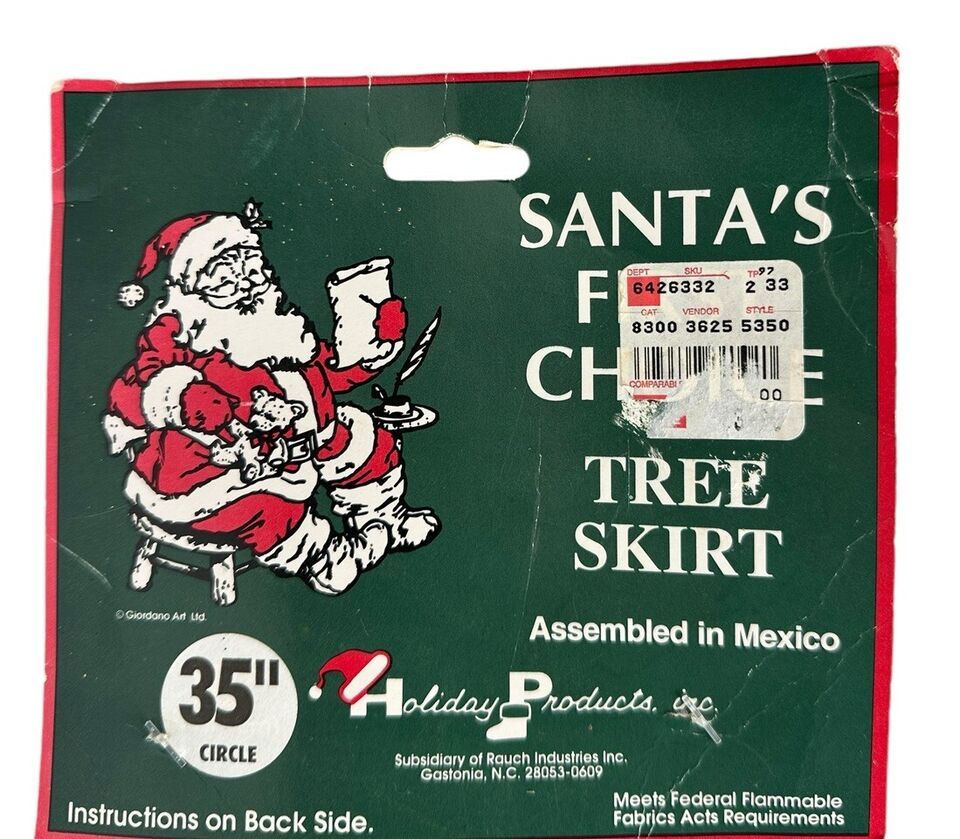 SANTA'S
DEPT SKU TP 97
6426332 2 33
CAT VENDOR STYLE
8300 3625 5350
00
TREE
SKIRT
© Giordano Art Ltd.
Assembled in Mexico
35"
CIRCLE
Holiday Products, inc.
Subsidiary of Rauch Industries Inc.
Gastonia, N.C. 28053-0609
Instructions on Back Side.
Meets Federal Flammable
Fabrics Acts Requirements